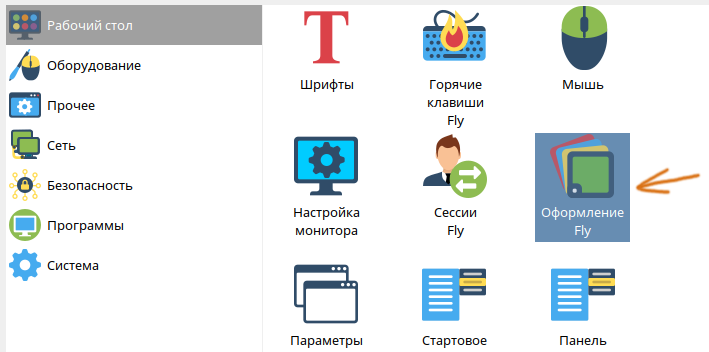 Рабочий стол
Оборудование
Прочее
Сеть
Безопасность
Программы
Система
Шрифты
Горячие
клавиши
Fly
Мышь
Настройка
монитора
Сессии
Fly
Оформление
Fly
Параметры
Стартовое
Панель